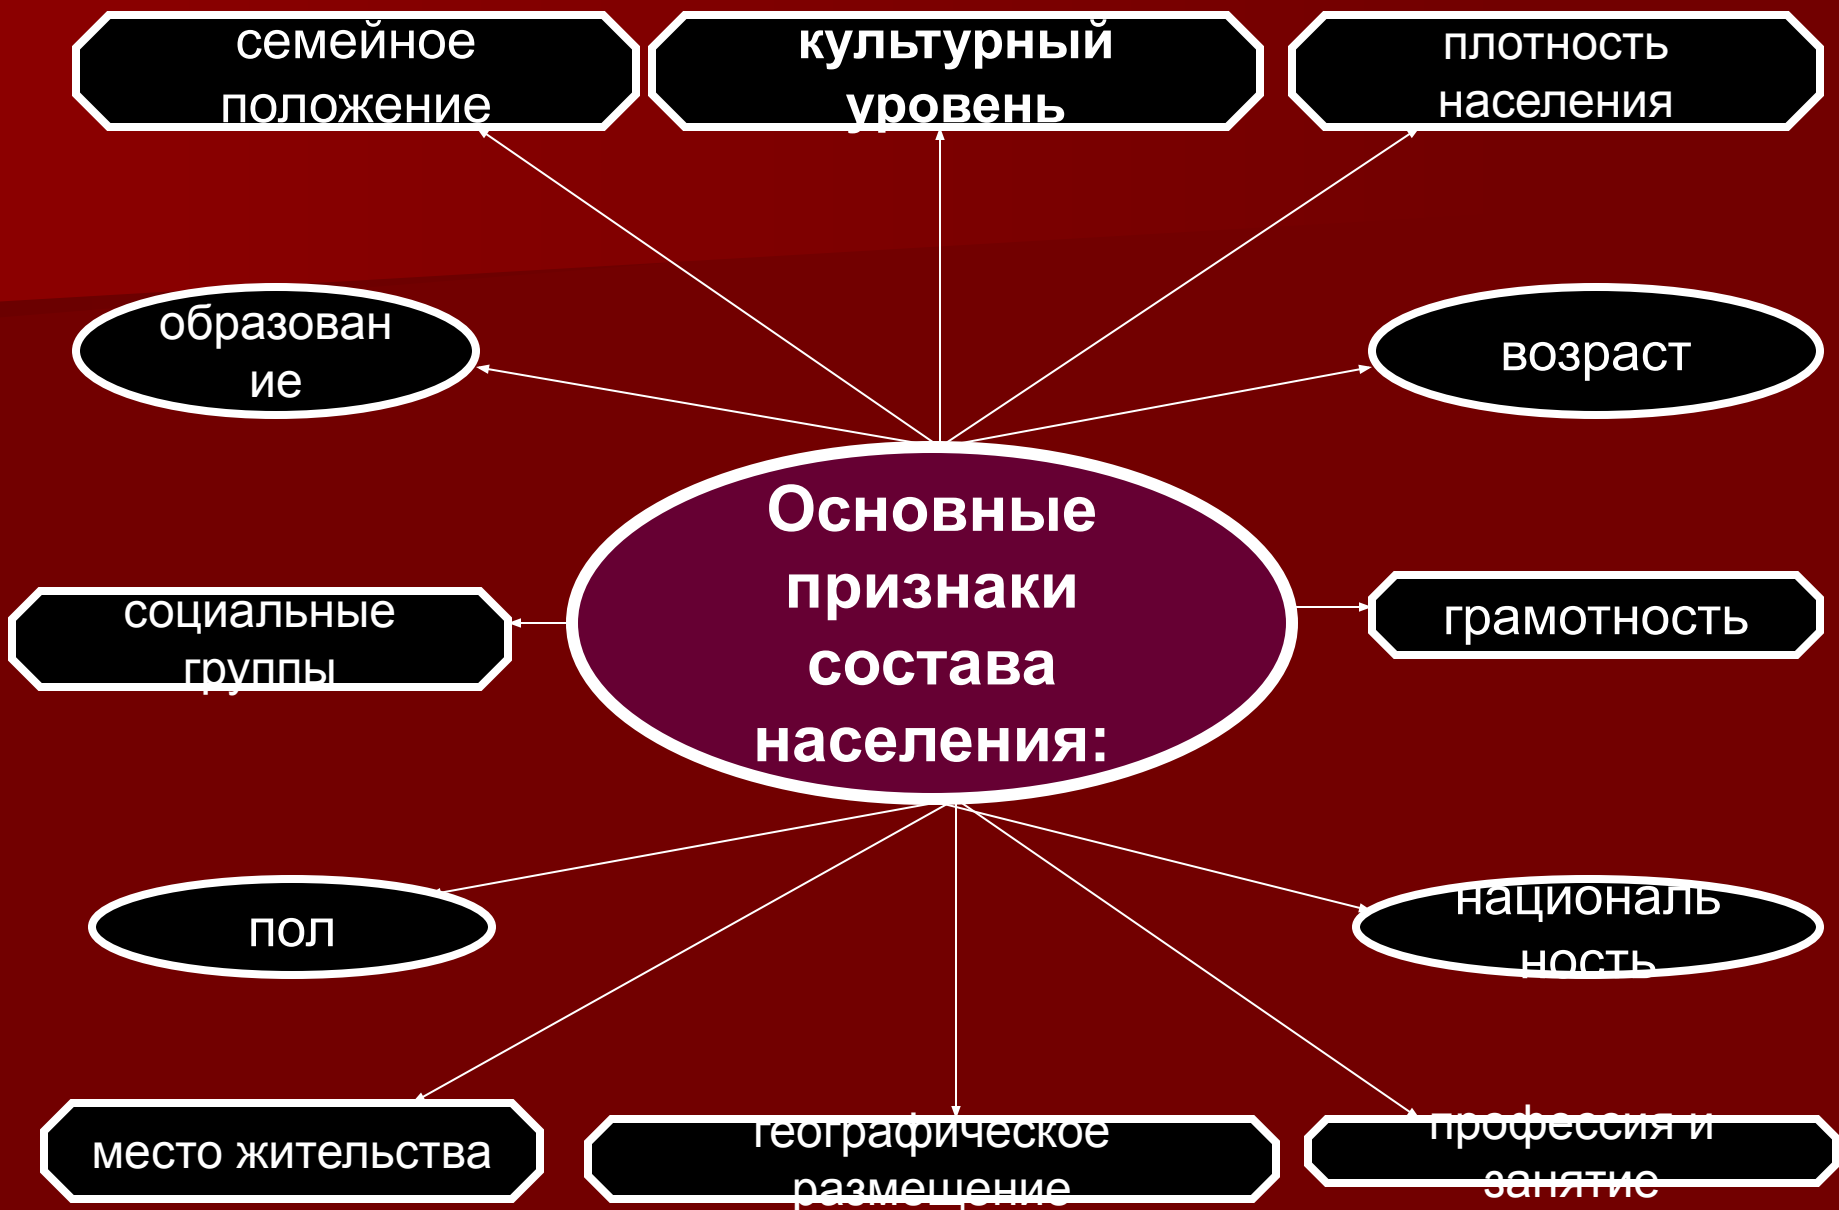 семейное
положение
культурный
уровень
плотность
населения
образован
ие
возраст
Основные
признаки
состава
населения:
социальные
группы
грамотность
пол
националь
ность
место жительства
географическое
размещение
профессия и
занятие